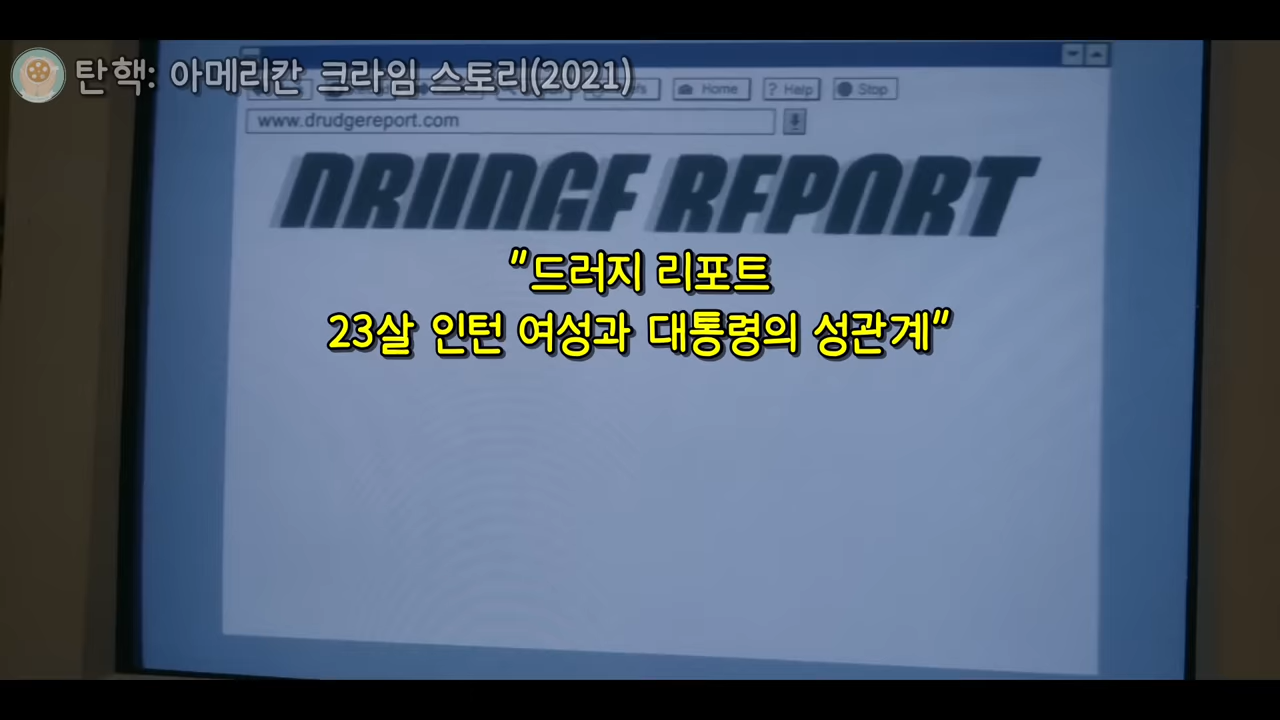 탄핵: 아메리칸 크라임 스토리(2021)
Home ? Help Stop
www.drudgereport.com
DRUDGE REPORT
"드러지 리포트
23살 인턴 여성과 대통령의 성관계"